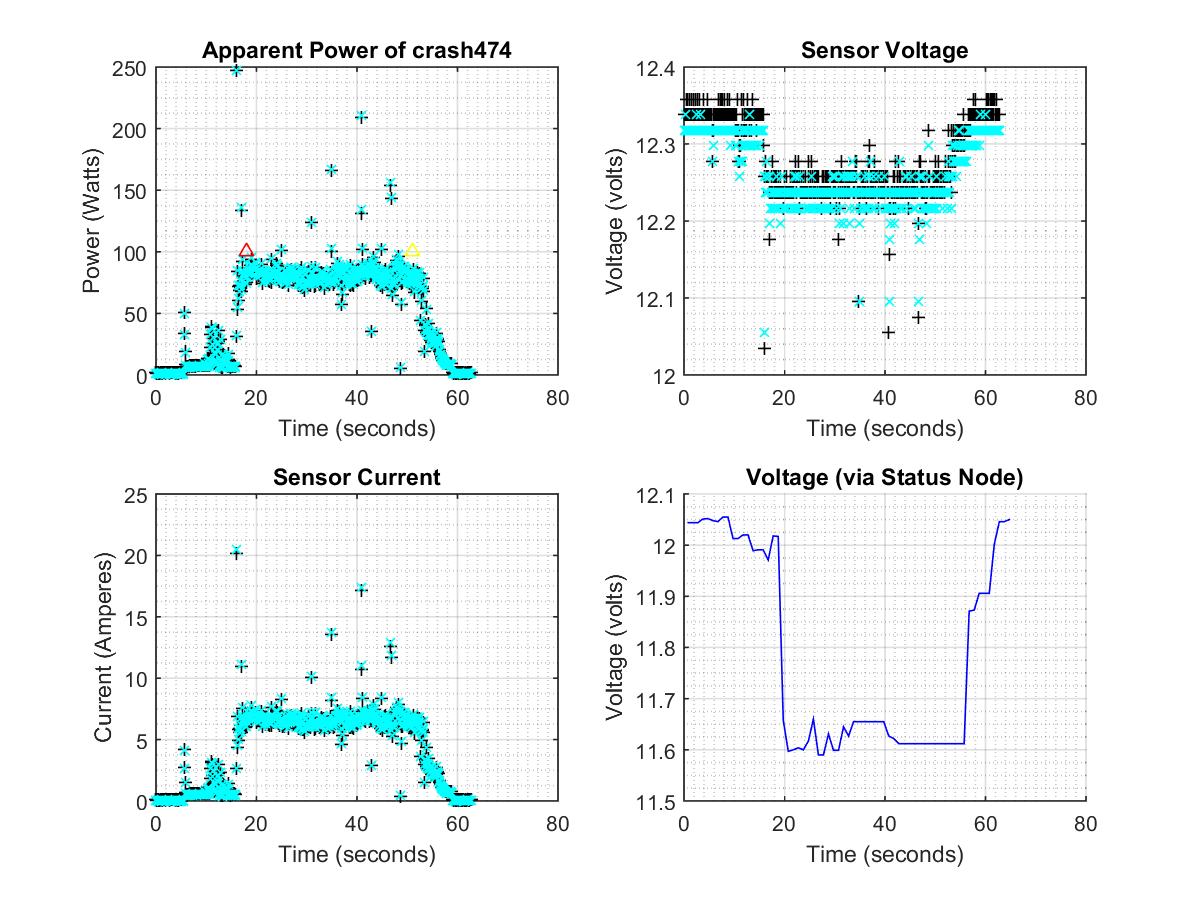 Apparent Power of crash474
250
200
150
100
50
0
Power (Watts)
0 20 40 60 80
Time (seconds)
Sensor Voltage
12.4
12.3
12.2
12.1
12
Voltage (volts)
0 20 40 60 80
Time (seconds)
Sensor Current
25
20
15
10
5
0
Current (Amperes)
0 20 40 60 80
Time (seconds)
Voltage (via Status Node)
12.1
12
11.9
11.8
11.7
11.6
11.5
Voltage (volts)
0 20 40 60 80
Time (seconds)